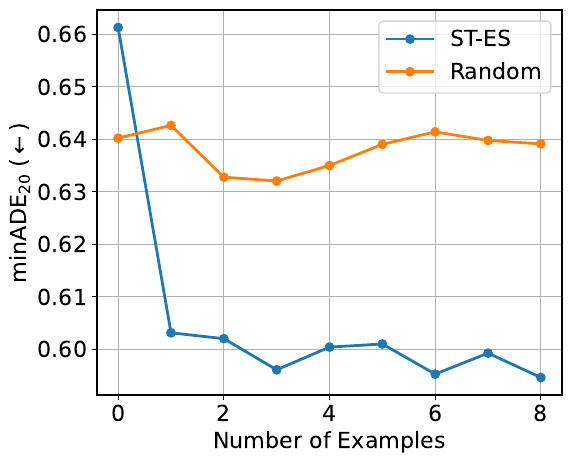 ST-ES
Random
0.66
0.65
0.64
0.63
0.62
0.61
0.60
minADE₂₀ (←)
0 2 4 6 8
Number of Examples